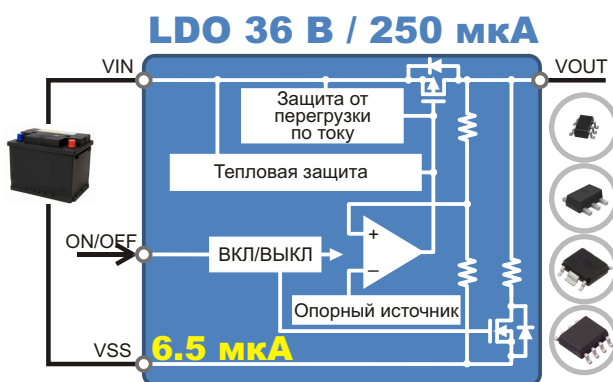 LDO 36 В / 250 мкА
VIN
VOUT
Защита от
перегрузки
по току
Тепловая защита
ON/OFF
ВКЛ/ВЫКЛ
+
–
Опорный источник
VSS
6.5 мкА